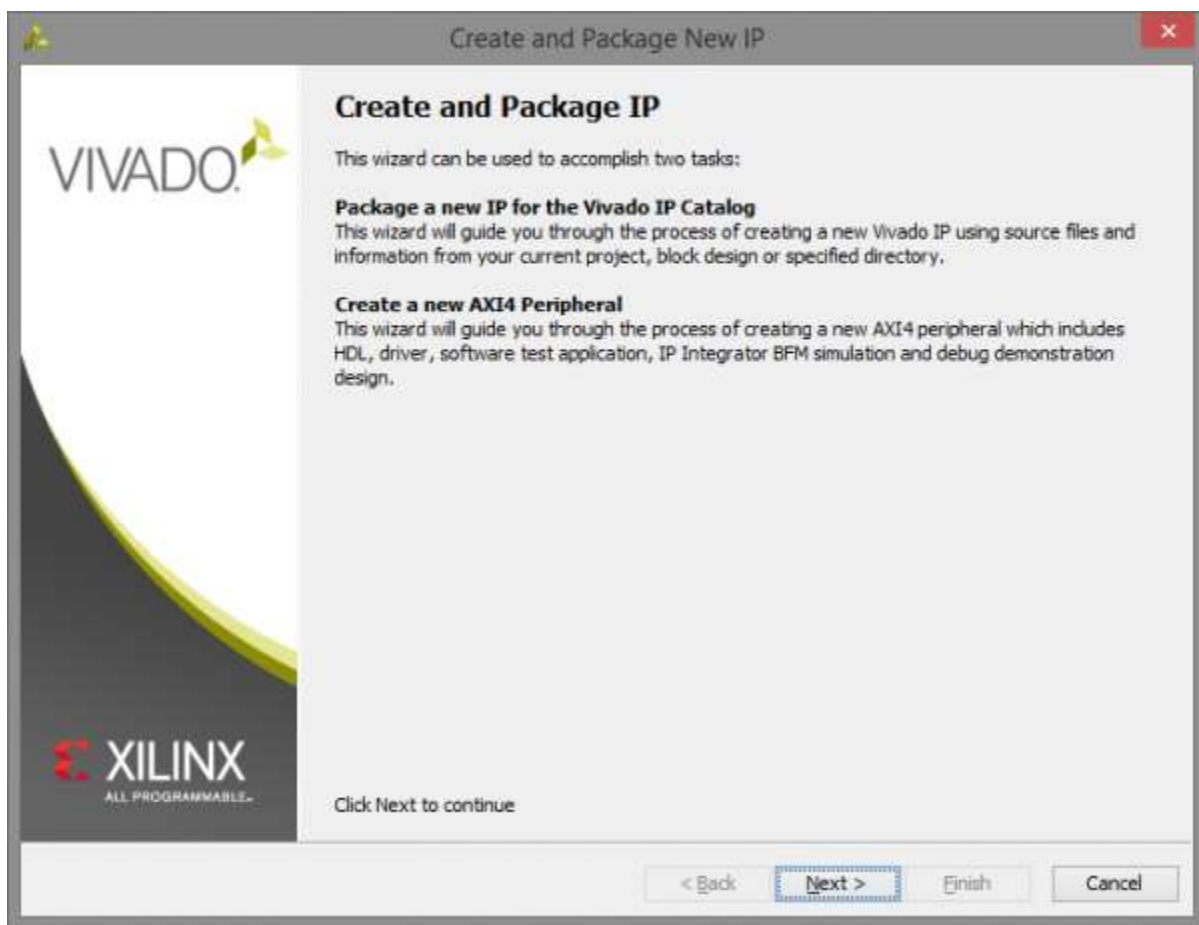 Create and Package New IP
VIVADO.
Create and Package IP
This wizard can be used to accomplish two tasks:
Package a new IP for the Vivado IP Catalog
This wizard will guide you through the process of creating a new Vivado IP using source files and
information from your current project, block design or specified directory.
Create a new AXI4 Peripheral
This wizard will guide you through the process of creating a new AXI4 peripheral which includes
HDL, driver, software test application, IP Integrator BFM simulation and debug demonstration
design.
XILINX
ALL PROGRAMMABLE™
Click Next to continue
< Back Next > Finish Cancel